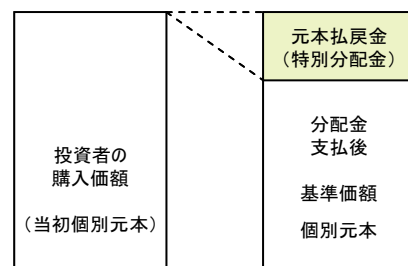 投資者の
購入価額
（当初個別元本）
元本払戻金
（特別分配金）
分配金
支払後
基準価額
個別元本